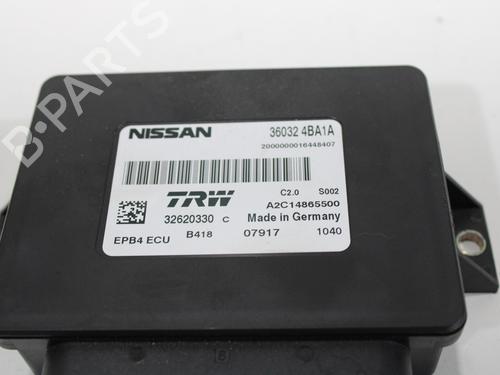 B-PARTS
NISSAN 36032 4BA1A
2000000016448407
TRW C2.0 S002
A2C14865500
32620330 C Made in Germany
EPB4 ECU B418 07917 1040